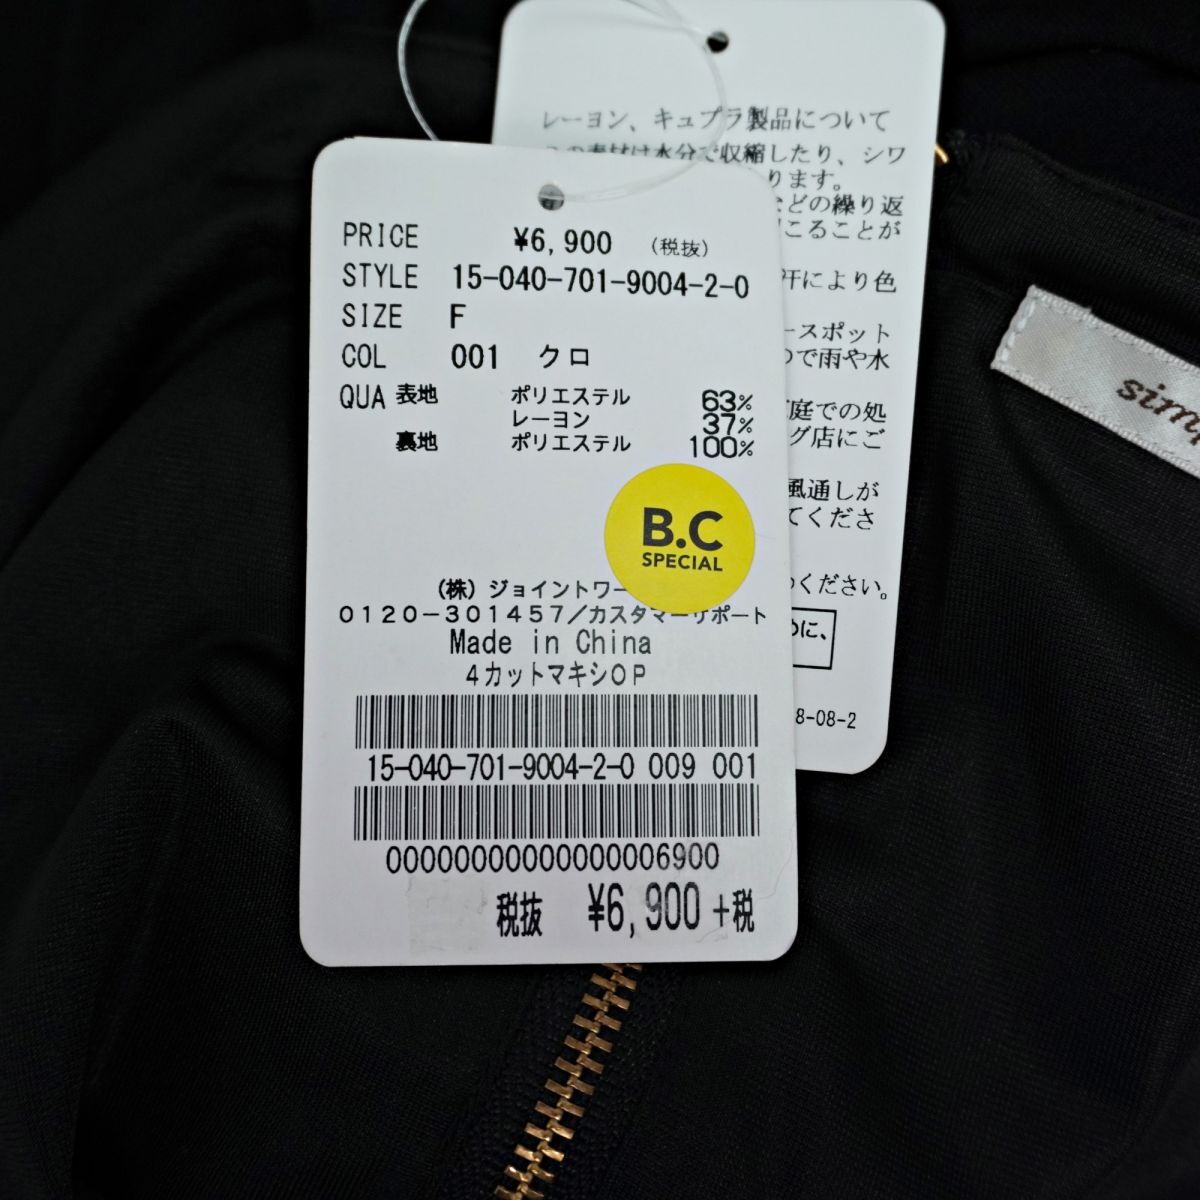 PRICE ¥6,900 (税抜)
STYLE 15-040-701-9004-2-0
SIZE F
COL 001 クロ
QUA 表地 ポリエステル 63%
レーヨン 37%
裏地 ポリエステル 100%
B.C
SPECIAL
(株)ジョイントワー
0120-301457/カスタマーサポート
Made in China
4カットマキシOP
15-040-701-9004-2-0 009 001
00000000000000006900
税抜 ¥6,900+税
レーヨン、キュプラ製品について
の素材は水分で収縮したり、シワ
ります。
などの繰り返
こることが
汗により色
ースポット
ので雨や水
庭での処
グ店にご
風通しが
てくださ
ください。
めに、
8-08-2
simp